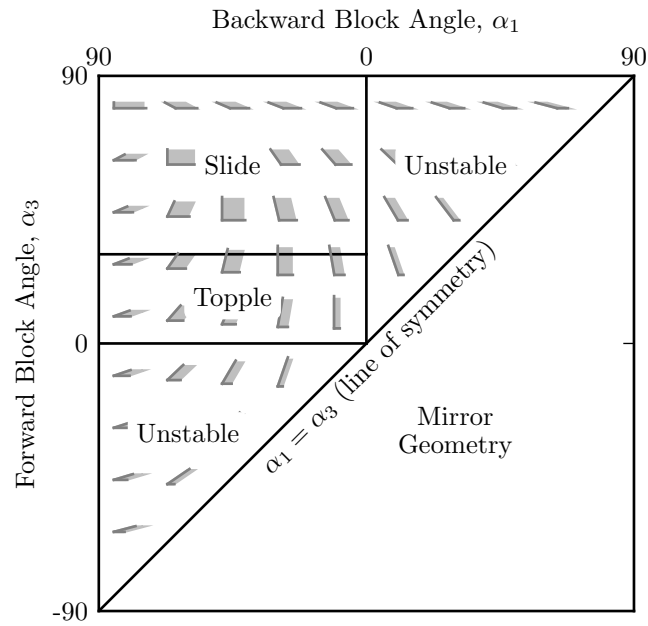 Backward Block Angle, α₁
90 0 90
90
Slide
Unstable
Forward Block Angle, α₃
Topple
0
α₁ = α₃ (line of symmetry)
Unstable
Mirror
Geometry
-90